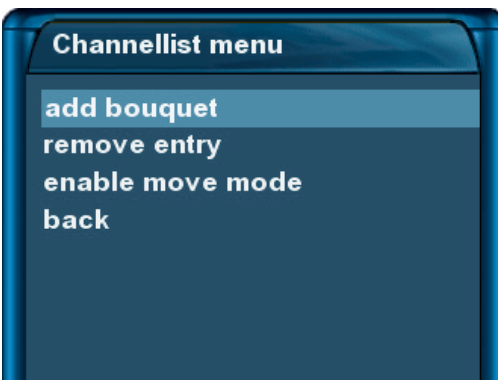 Channellist menu
add bouquet
remove entry
enable move mode
back